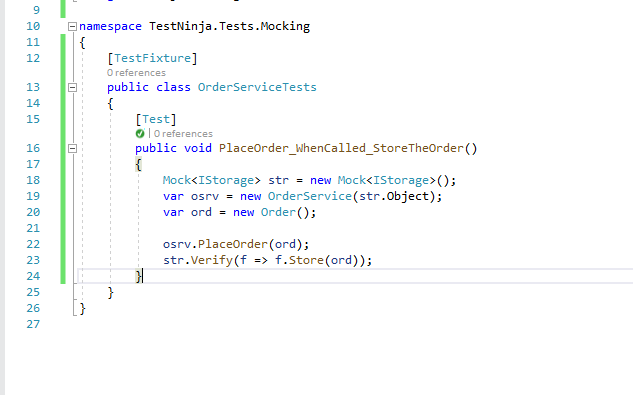 9
10 namespace TestNinja.Tests.Mocking
11 {
12 [TestFixture]
0 references
13 public class OrderServiceTests
14 {
15 [Test]
| 0 references
16 public void PlaceOrder_WhenCalled_StoreTheOrder()
17 {
18 Mock<IStorage> str = new Mock<IStorage>();
19 var osrv = new OrderService(str.Object);
20 var ord = new Order();
21
22 osrv.PlaceOrder(ord);
23 str.Verify(f => f.Store(ord));
24 }
25 }
26 }
27